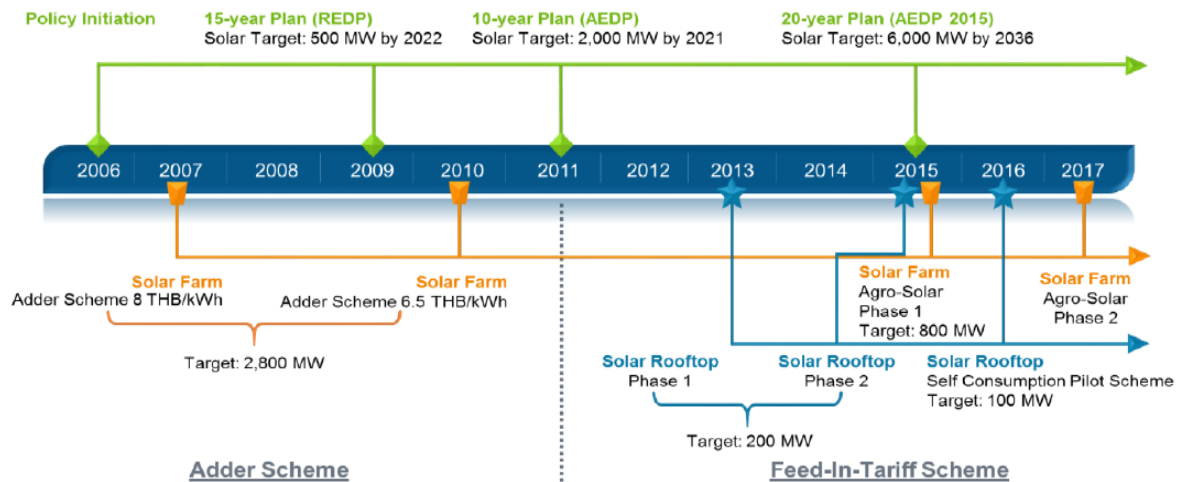 Policy Initiation
15-year Plan (REDP)
Solar Target: 500 MW by 2022
10-year Plan (AEDP)
Solar Target: 2,000 MW by 2021
20-year Plan (AEDP 2015)
Solar Target: 6,000 MW by 2036
2006 2007 2008 2009 2010 2011 2012 2013 2014 2015 2016 2017
Solar Farm
Adder Scheme 8 THB/kWh
Solar Farm
Adder Scheme 6.5 THB/kWh
Target: 2,800 MW
Solar Farm
Agro-Solar
Phase 1
Target: 800 MW
Solar Farm
Agro-Solar
Phase 2
Solar Rooftop
Phase 1
Solar Rooftop
Phase 2
Target: 200 MW
Solar Rooftop
Self Consumption Pilot Scheme
Target: 100 MW
Adder Scheme
Feed-In-Tariff Scheme